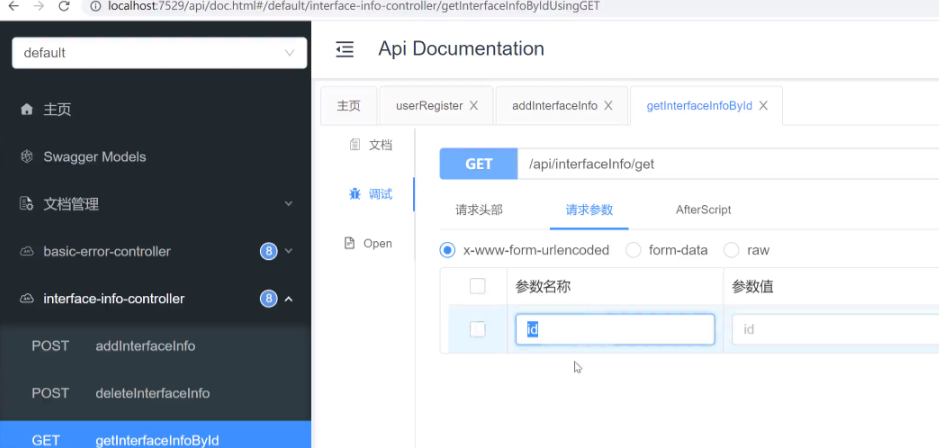 localhost:7529/api/doc.html#/default/interface-info-controller/getInterfaceInfoByIdUsingGET
default
Api Documentation
主页
userRegister
addInterfaceInfo
getInterfaceInfoById
主页
Swagger Models
文档管理
basic-error-controller 8
interface-info-controller 8
POST addInterfaceInfo
POST deleteInterfaceInfo
GET getInterfaceInfoById
文档
调试
Open
GET /api/interfaceInfo/get
请求头部 请求参数 AfterScript
x-www-form-urlencoded form-data raw
参数名称 参数值
id id